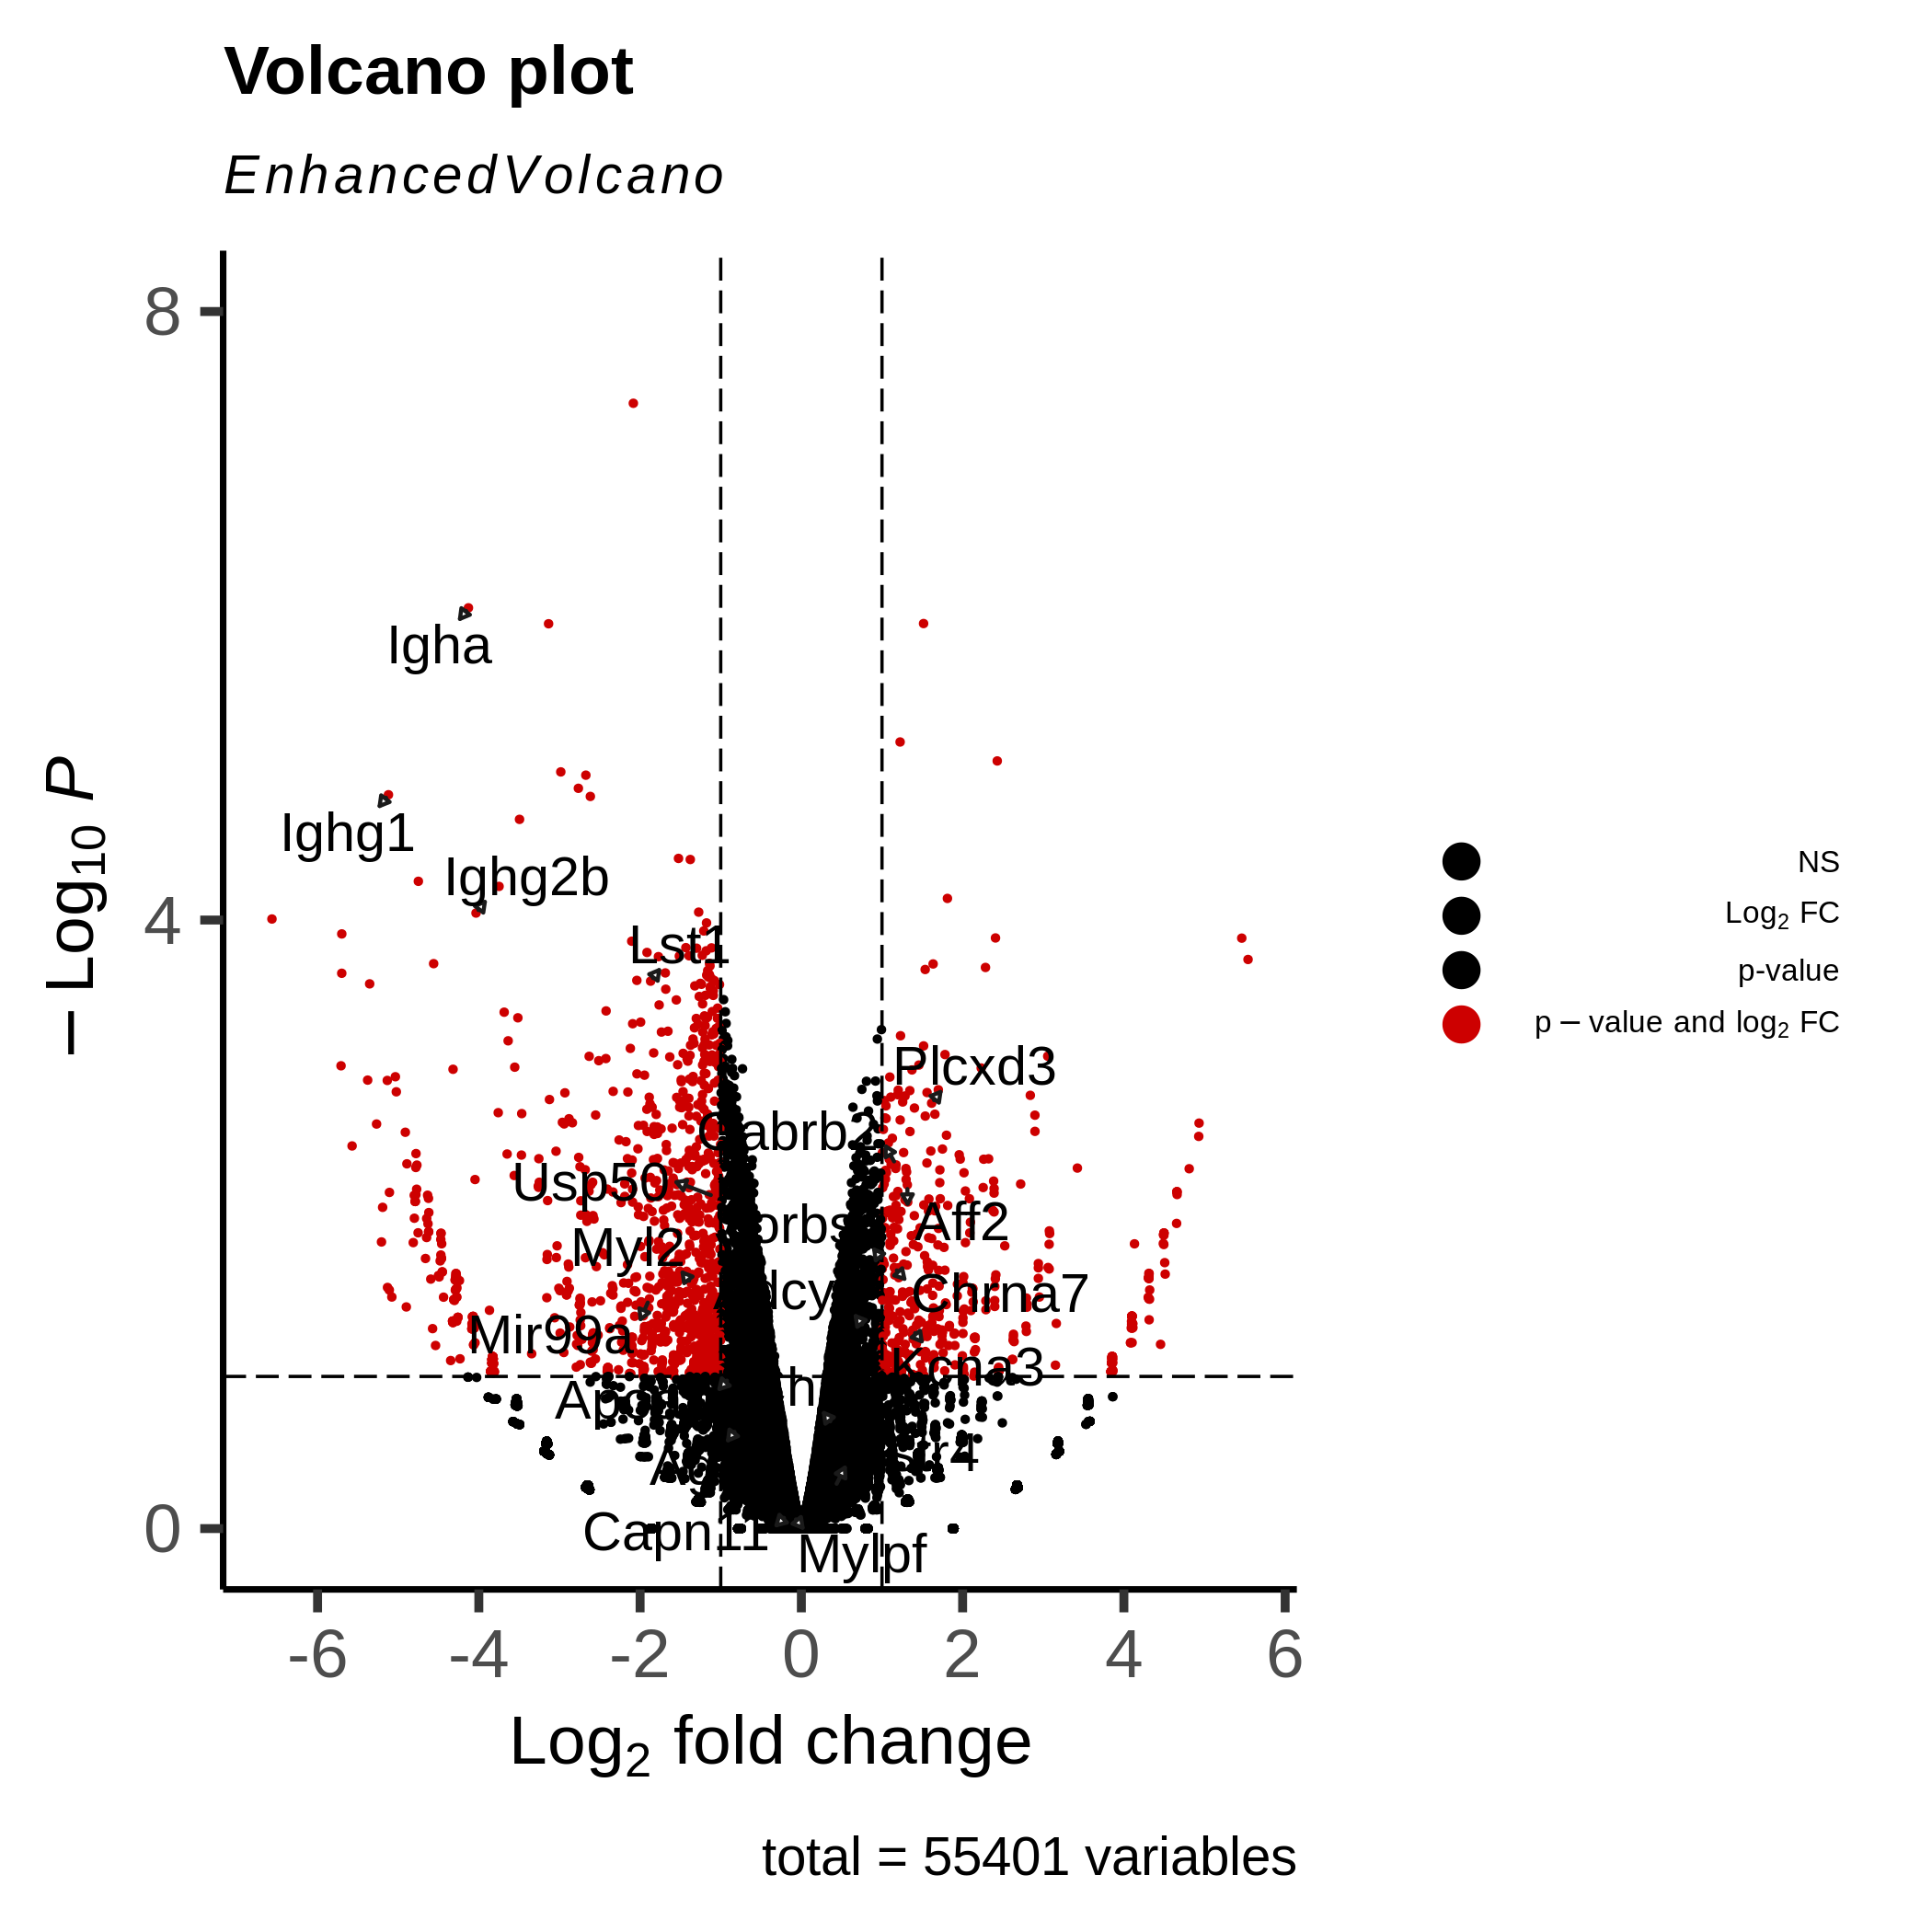 Volcano plot
EnhancedVolcano
8
4
0
− Log10 P
Igha
Ighg1
Ighg2b
Lst1
Plcxd3
Usp50
Aff2
Myl2
Chrna7
Mir99a
Kcna3
Capn11
Mylpf
NS
Log2 FC
p-value
p − value and log2 FC
-6 -4 -2 0 2 4 6
Log2 fold change
total = 55401 variables